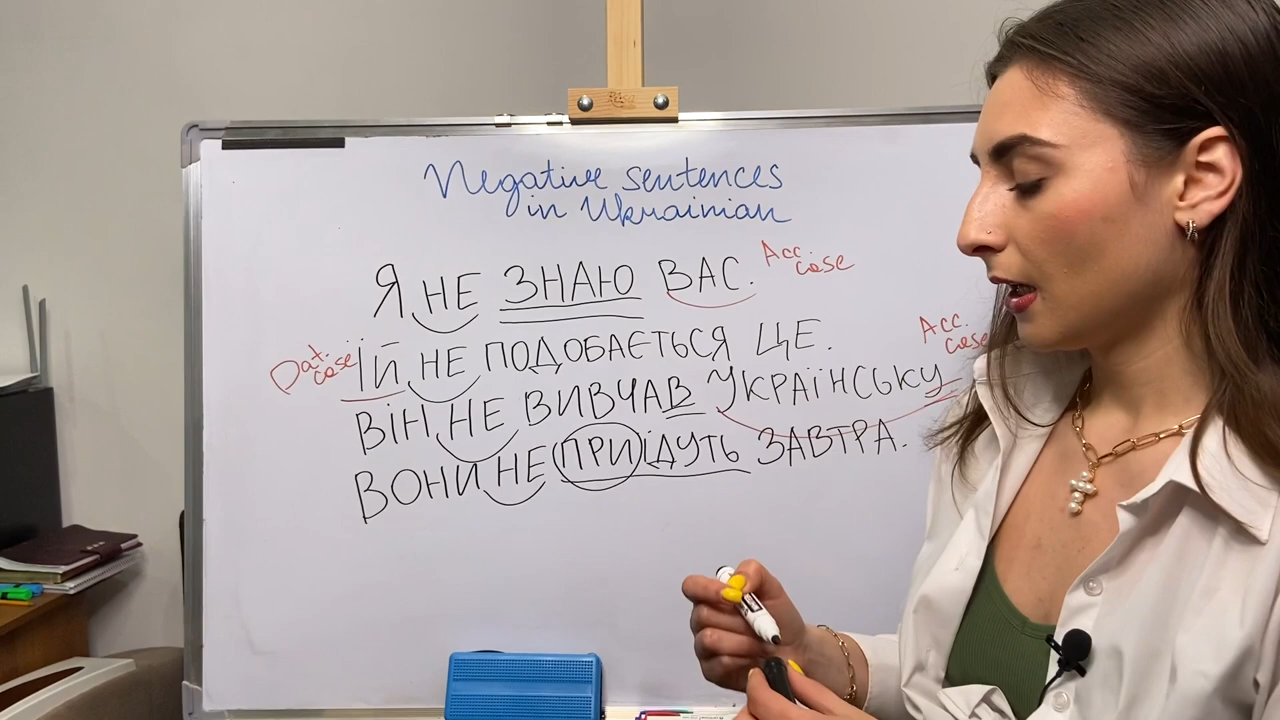 Negative sentences
in Ukrainian
Я НЕ ЗНАЮ ВАС. Acc. case
Dat. case ЇЙ НЕ ПОДОБАЄТЬСЯ ЦЕ.
ВІН НЕ ВИВЧАВ УКРАЇНСЬКУ Acc. case
ВОНИ НЕ ПРИЇДУТЬ ЗАВТРА.